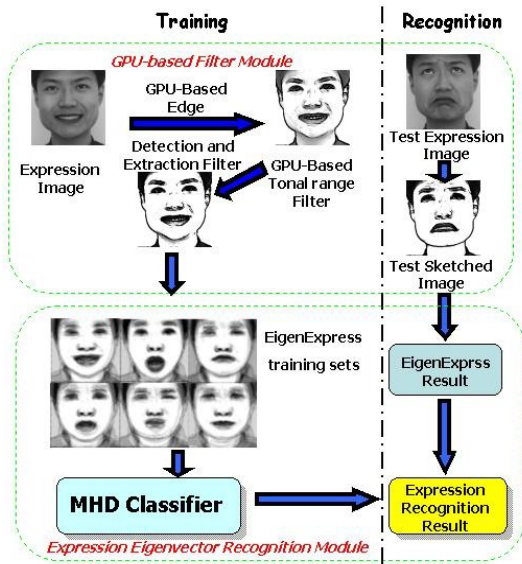 Training
Recognition
GPU-based Filter Module
GPU-Based
Edge
Detection and
Extraction Filter
Expression
Image
GPU-Based
Tonal range
Filter
Test Expression
Image
Test Sketched
Image
EigenExpress
training sets
EigenExprss
Result
MHD Classifier
Expression
Recognition
Result
Expression Eigenvector Recognition Module